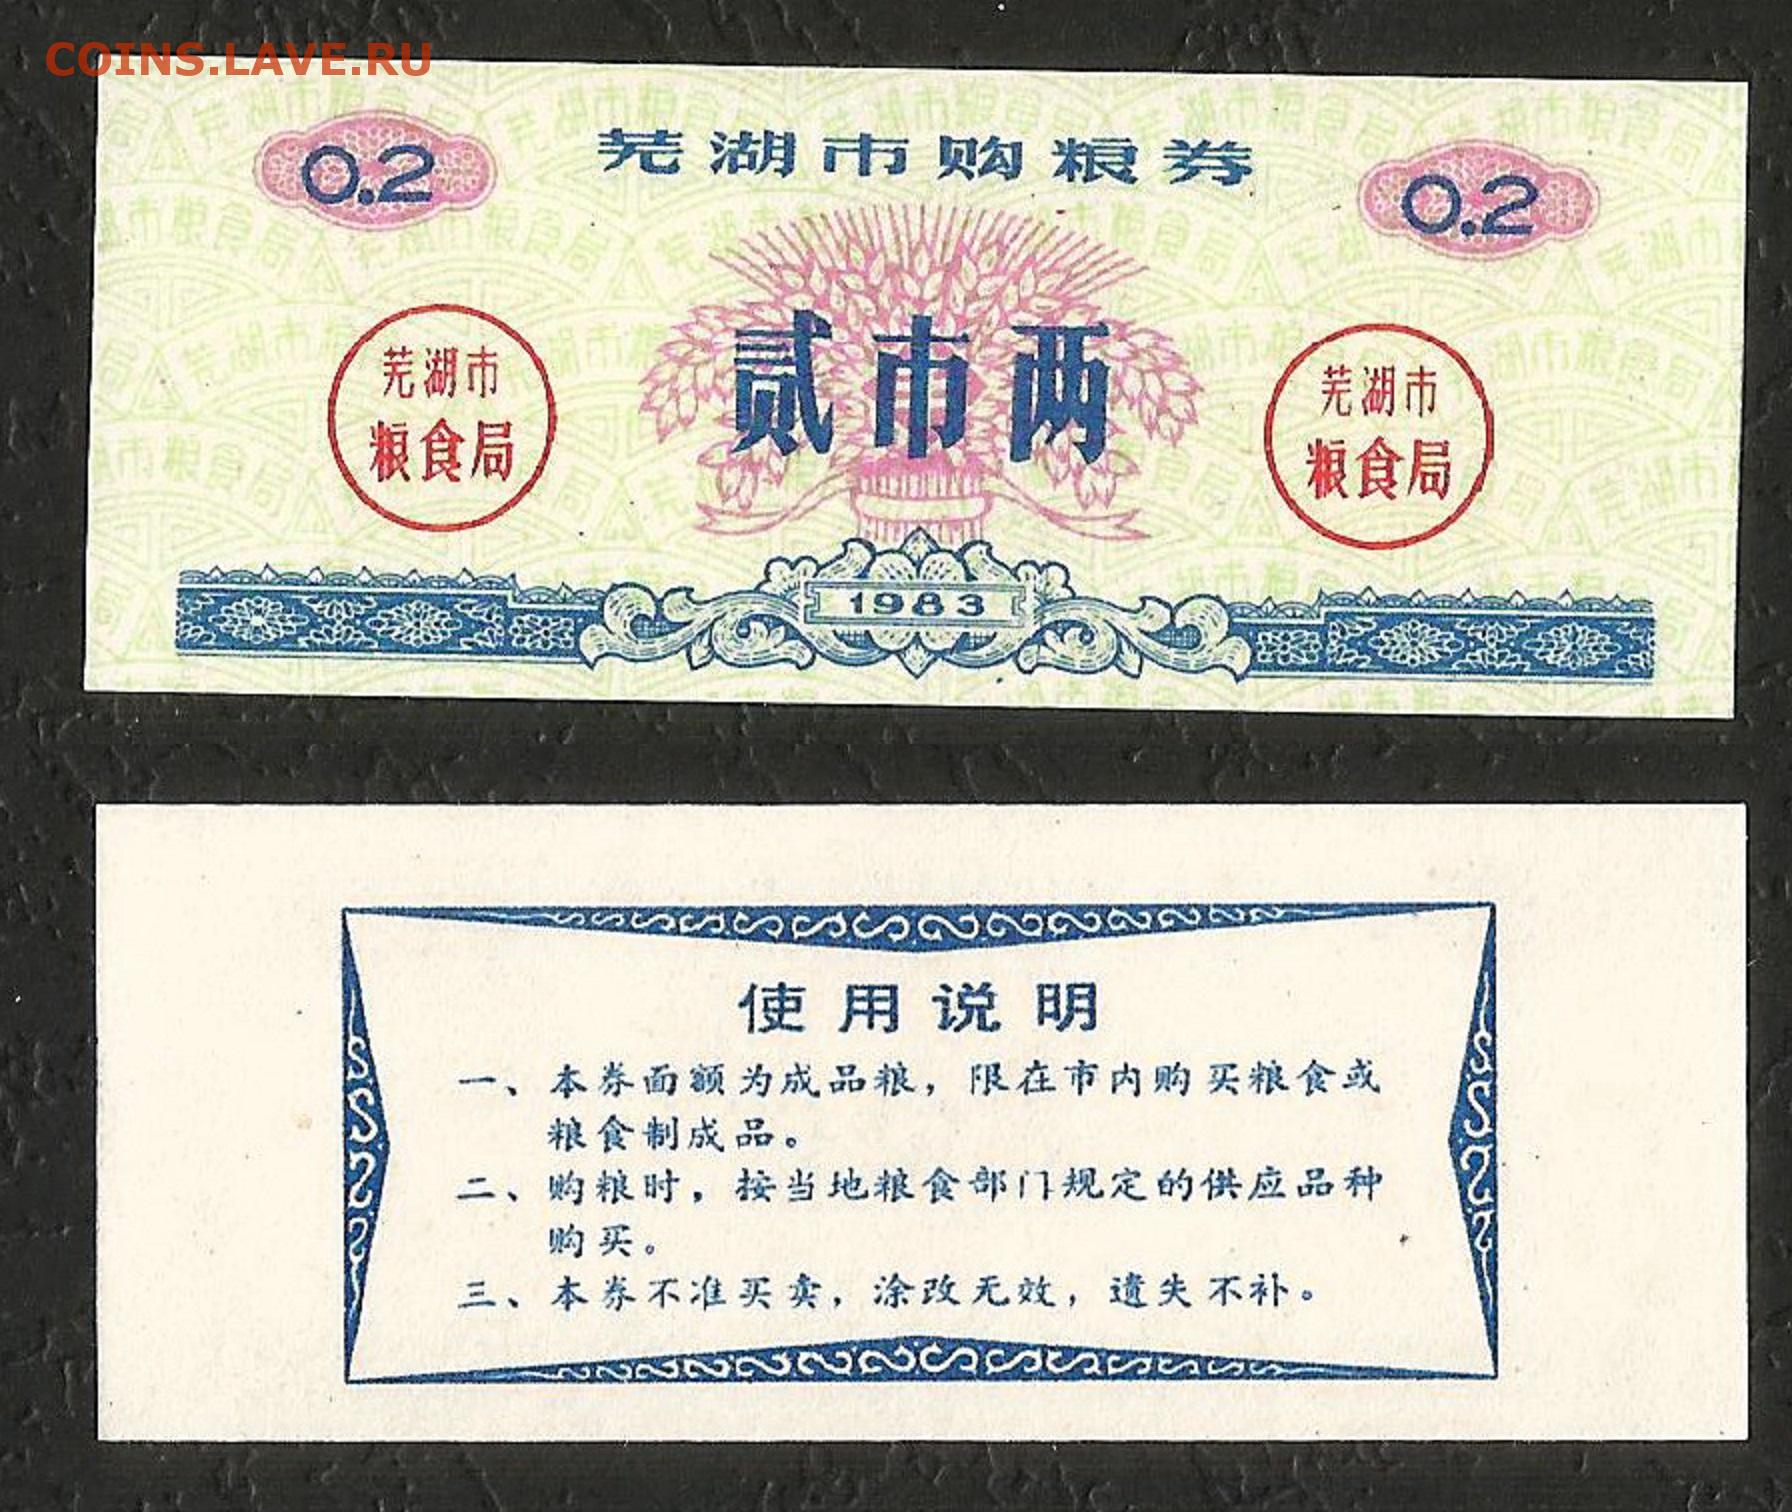 COINS.LAVE.RU
芜湖市购粮券
0.2
0.2
贰市两
芜湖市
粮食局
芜湖市
粮食局
1983
使用说明
一、本券面额为成品粮，限在市内购买粮食或
粮食制成品。
二、购粮时，按当地粮食部门规定的供应品种
购买。
三、本券不准买卖，涂改无效，遗失不补。